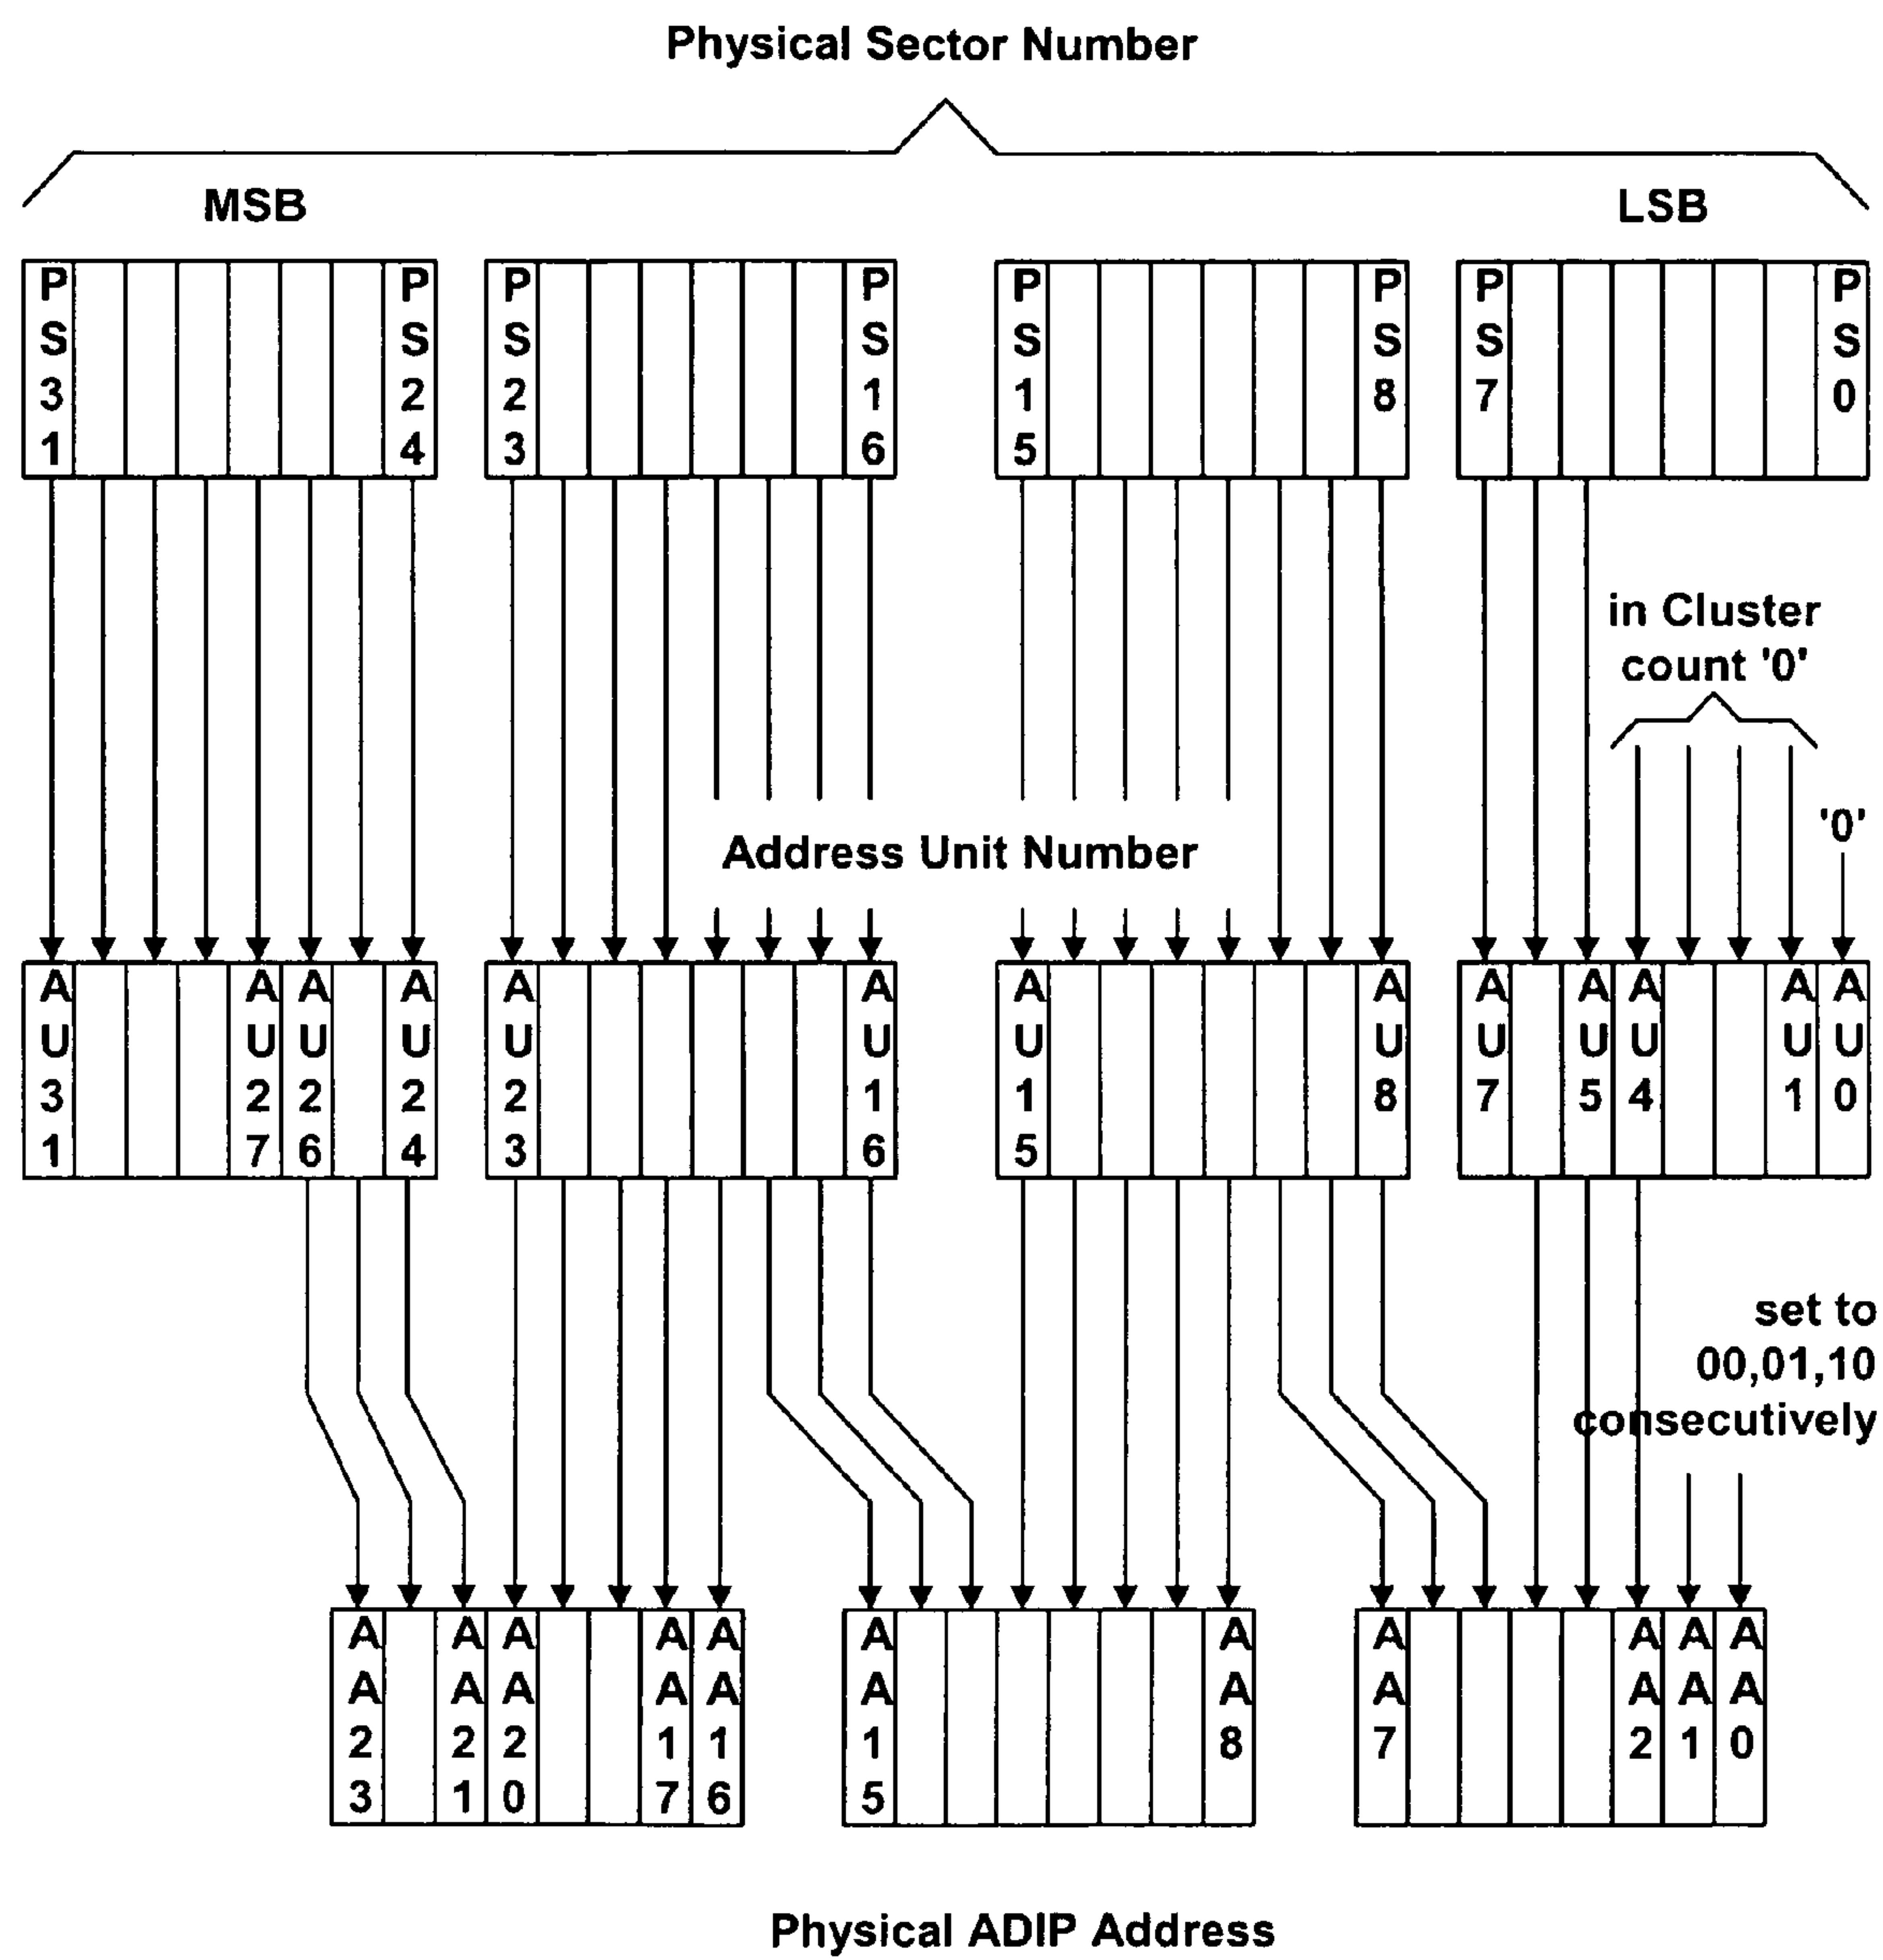 Physical Sector Number
MSB
LSB
PS31
PS24
PS23
PS16
PS15
PS8
PS7
PS0
in Cluster
count '0'
'0'
Address Unit Number
AU31
AU27
AU26
AU24
AU23
AU16
AU15
AU8
AU7
AU5
AU4
AU1
AU0
set to
00,01,10
consecutively
AA23
AA21
AA20
AA17
AA16
AA15
AA8
AA7
AA2
AA1
AA0
Physical ADIP Address